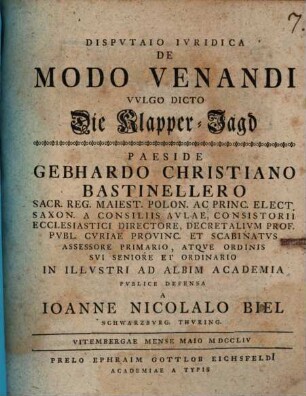 7.
DISPVTAIO IVRIDICA
DE
MODO VENANDI
VVLGO DICTO
Die Klapper-Jagd
PAESIDE
GEBHARDO CHRISTIANO
BASTINELLERO
SACR. REG. MAIEST. POLON. AC PRINC. ELECT.
SAXON. A CONSILIIS AVLAE, CONSISTORII
ECCLESIASTICI DIRECTORE, DECRETALIVM PROF.
PVBL. CVRIAE PROVINC. ET SCABINATVS
ASSESSORE PRIMARIO, ATQVE ORDINIS
SVI SENIORE ET ORDINARIO
IN ILLVSTRI AD ALBIM ACADEMIA
PVBLICE DEFENSA
A
IOANNE NICOLALO BIEL
SCHWARZBVRG. THVRING.
VITEMBERGAE MENSE MAIO MDCCLIV
PRELO EPHRAIM GOTTLOB EICHSFELDI
ACADEMIAE A TYPIS